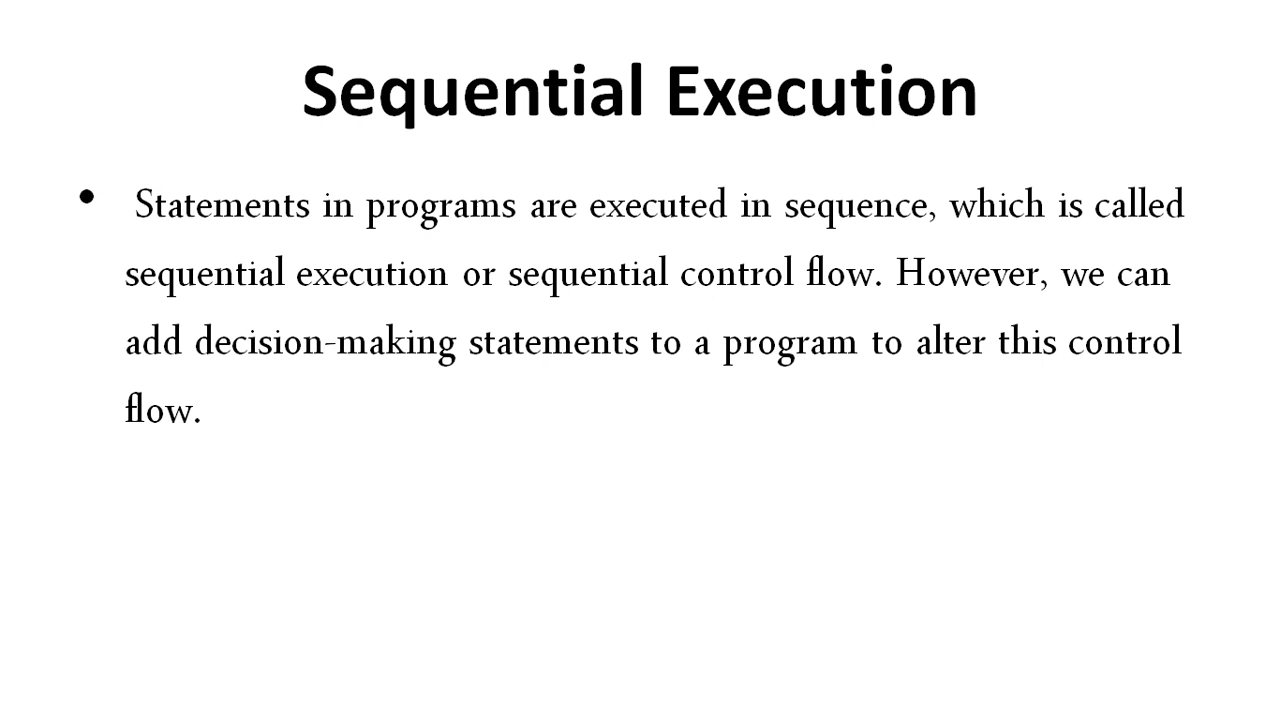 Sequential Execution
• Statements in programs are executed in sequence, which is called
sequential execution or sequential control flow. However, we can
add decision-making statements to a program to alter this control
flow.